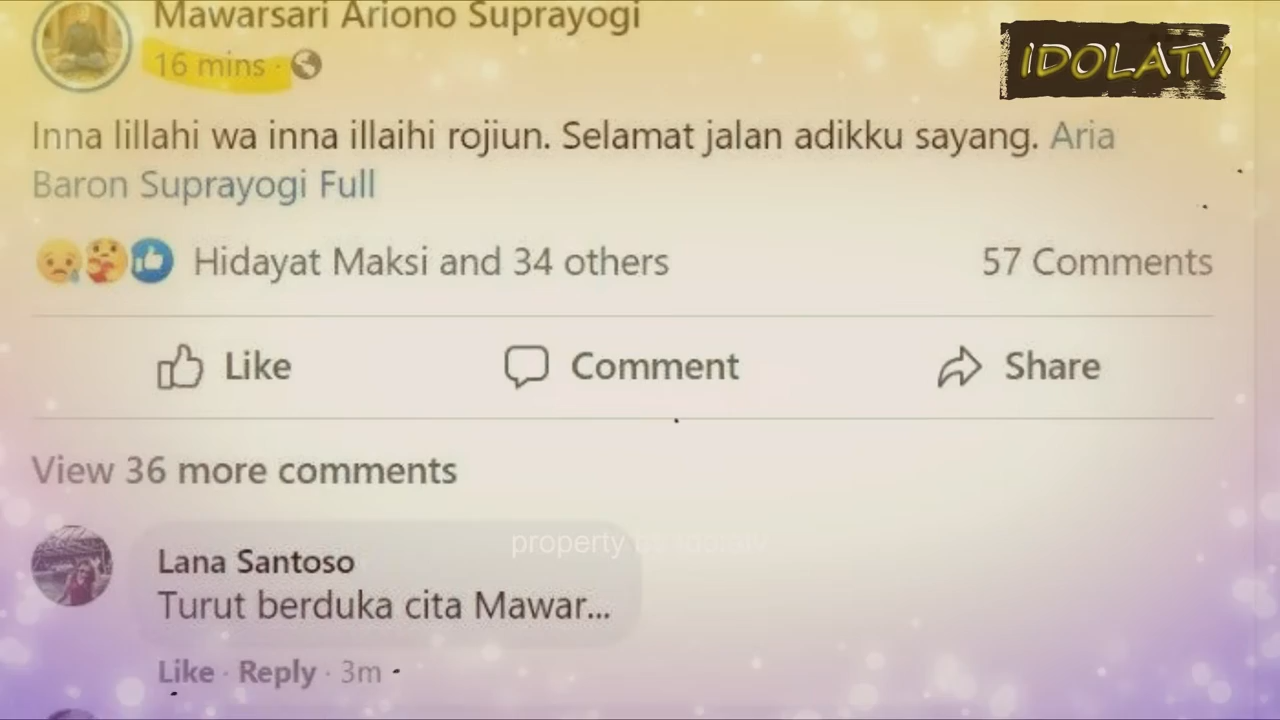 Mawarsari Ariono Suprayogi
16 mins ·
IDOLATV
Inna lillahi wa inna illaihi rojiun. Selamat jalan adikku sayang. Aria
Baron Suprayogi Full
Hidayat Maksi and 34 others
57 Comments
Like
Comment
Share
View 36 more comments
Lana Santoso
Turut berduka cita Mawar...
property
Like · Reply · 3m